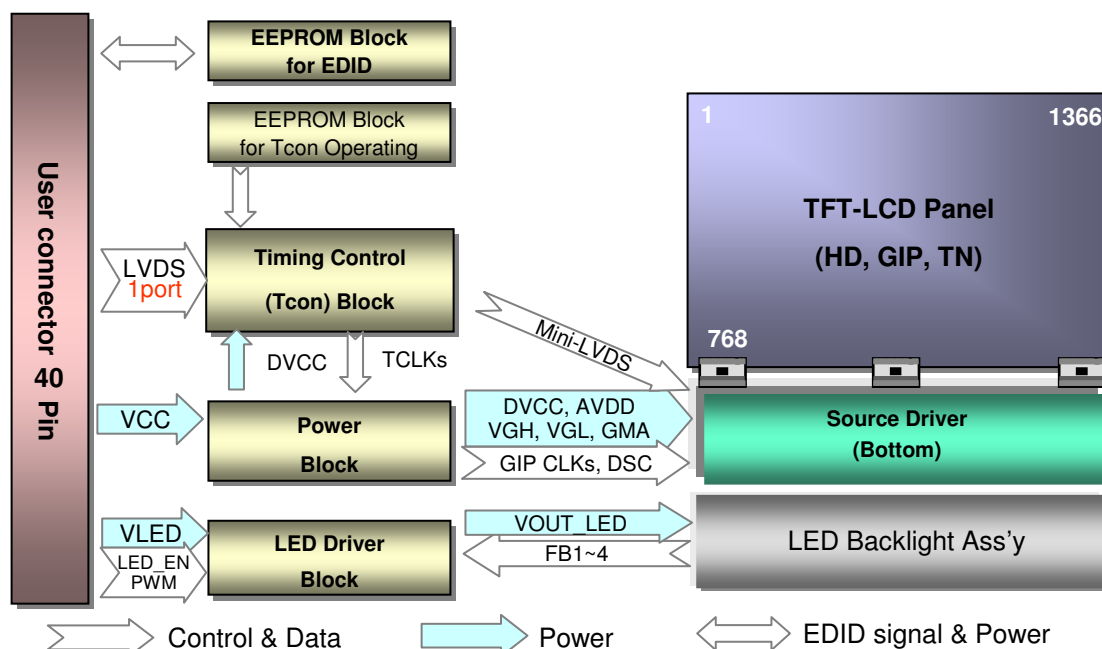 User connector 40 Pin
EEPROM Block
for EDID
EEPROM Block
for Tcon Operating
LVDS
1port
Timing Control
(Tcon) Block
DVCC
TCLKs
Mini-LVDS
VCC
Power
Block
DVCC, AVDD
VGH, VGL, GMA
GIP CLKs, DSC
VLED
LED_EN
PWM
LED Driver
Block
VOUT_LED
FB1~4
1
1366
TFT-LCD Panel
(HD, GIP, TN)
768
Source Driver
(Bottom)
LED Backlight Ass'y
Control & Data
Power
EDID signal & Power